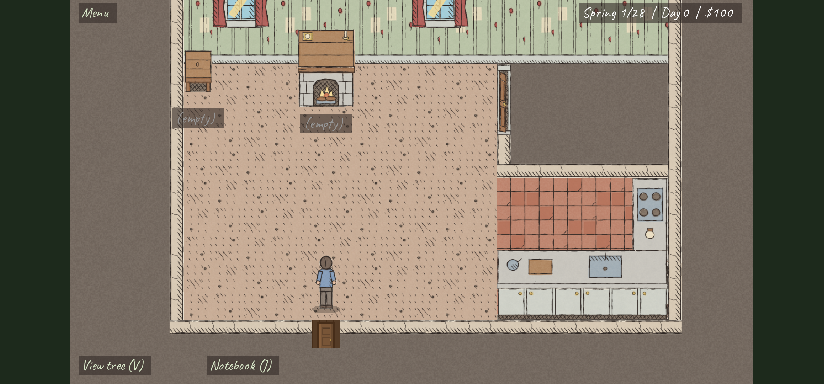 Menu
Spring 1/28 | Day 0 | $100
(empty)
(empty)
View tree (V)
Notebook (J)